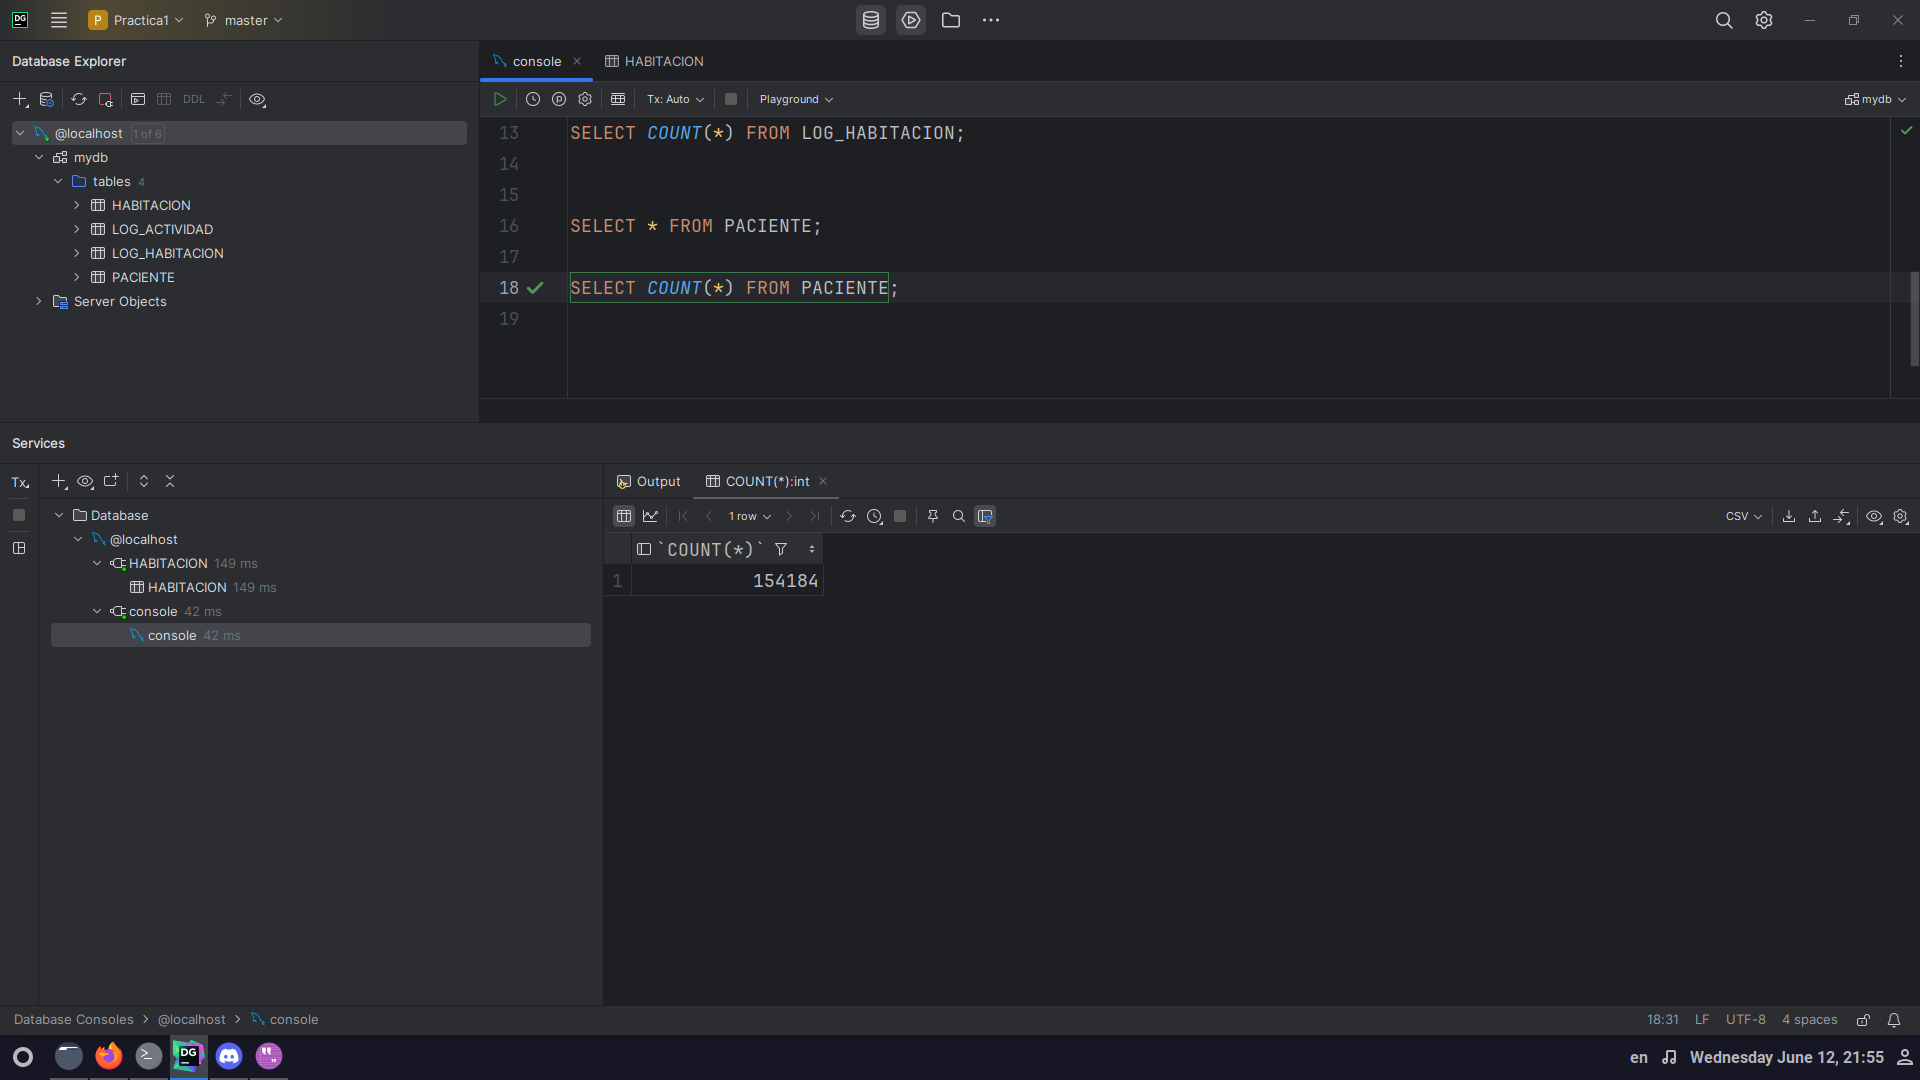 DG
P Practica1
master
Database Explorer
console
HABITACION
DDL
Tx: Auto
Playground
mydb
@localhost 1 of 6
mydb
tables 4
HABITACION
LOG_ACTIVIDAD
LOG_HABITACION
PACIENTE
Server Objects
13 SELECT COUNT(*) FROM LOG_HABITACION;
14
15
16 SELECT * FROM PACIENTE;
17
18 SELECT COUNT(*) FROM PACIENTE;
19
Services
Tx
Database
@localhost
HABITACION 149 ms
HABITACION 149 ms
console 42 ms
console 42 ms
Output
COUNT(*):int
1 row
CSV
`COUNT(*)`
1 154184
Database Consoles > @localhost > console
18:31 LF UTF-8 4 spaces
DG
en Wednesday June 12, 21:55